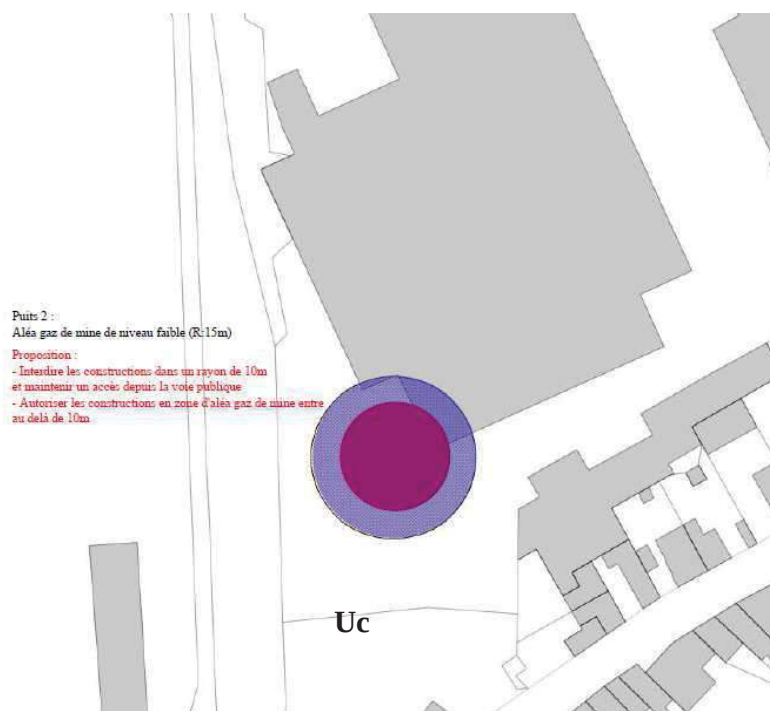 Puits 2 :
Aléa gaz de mine de niveau faible (R:15m)
Proposition :
- Interdire les constructions dans un rayon de 10m
et maintenir un accès depuis la voie publique
- Autoriser les constructions en zone d'aléa gaz de mine entre
au delà de 10m
Uc